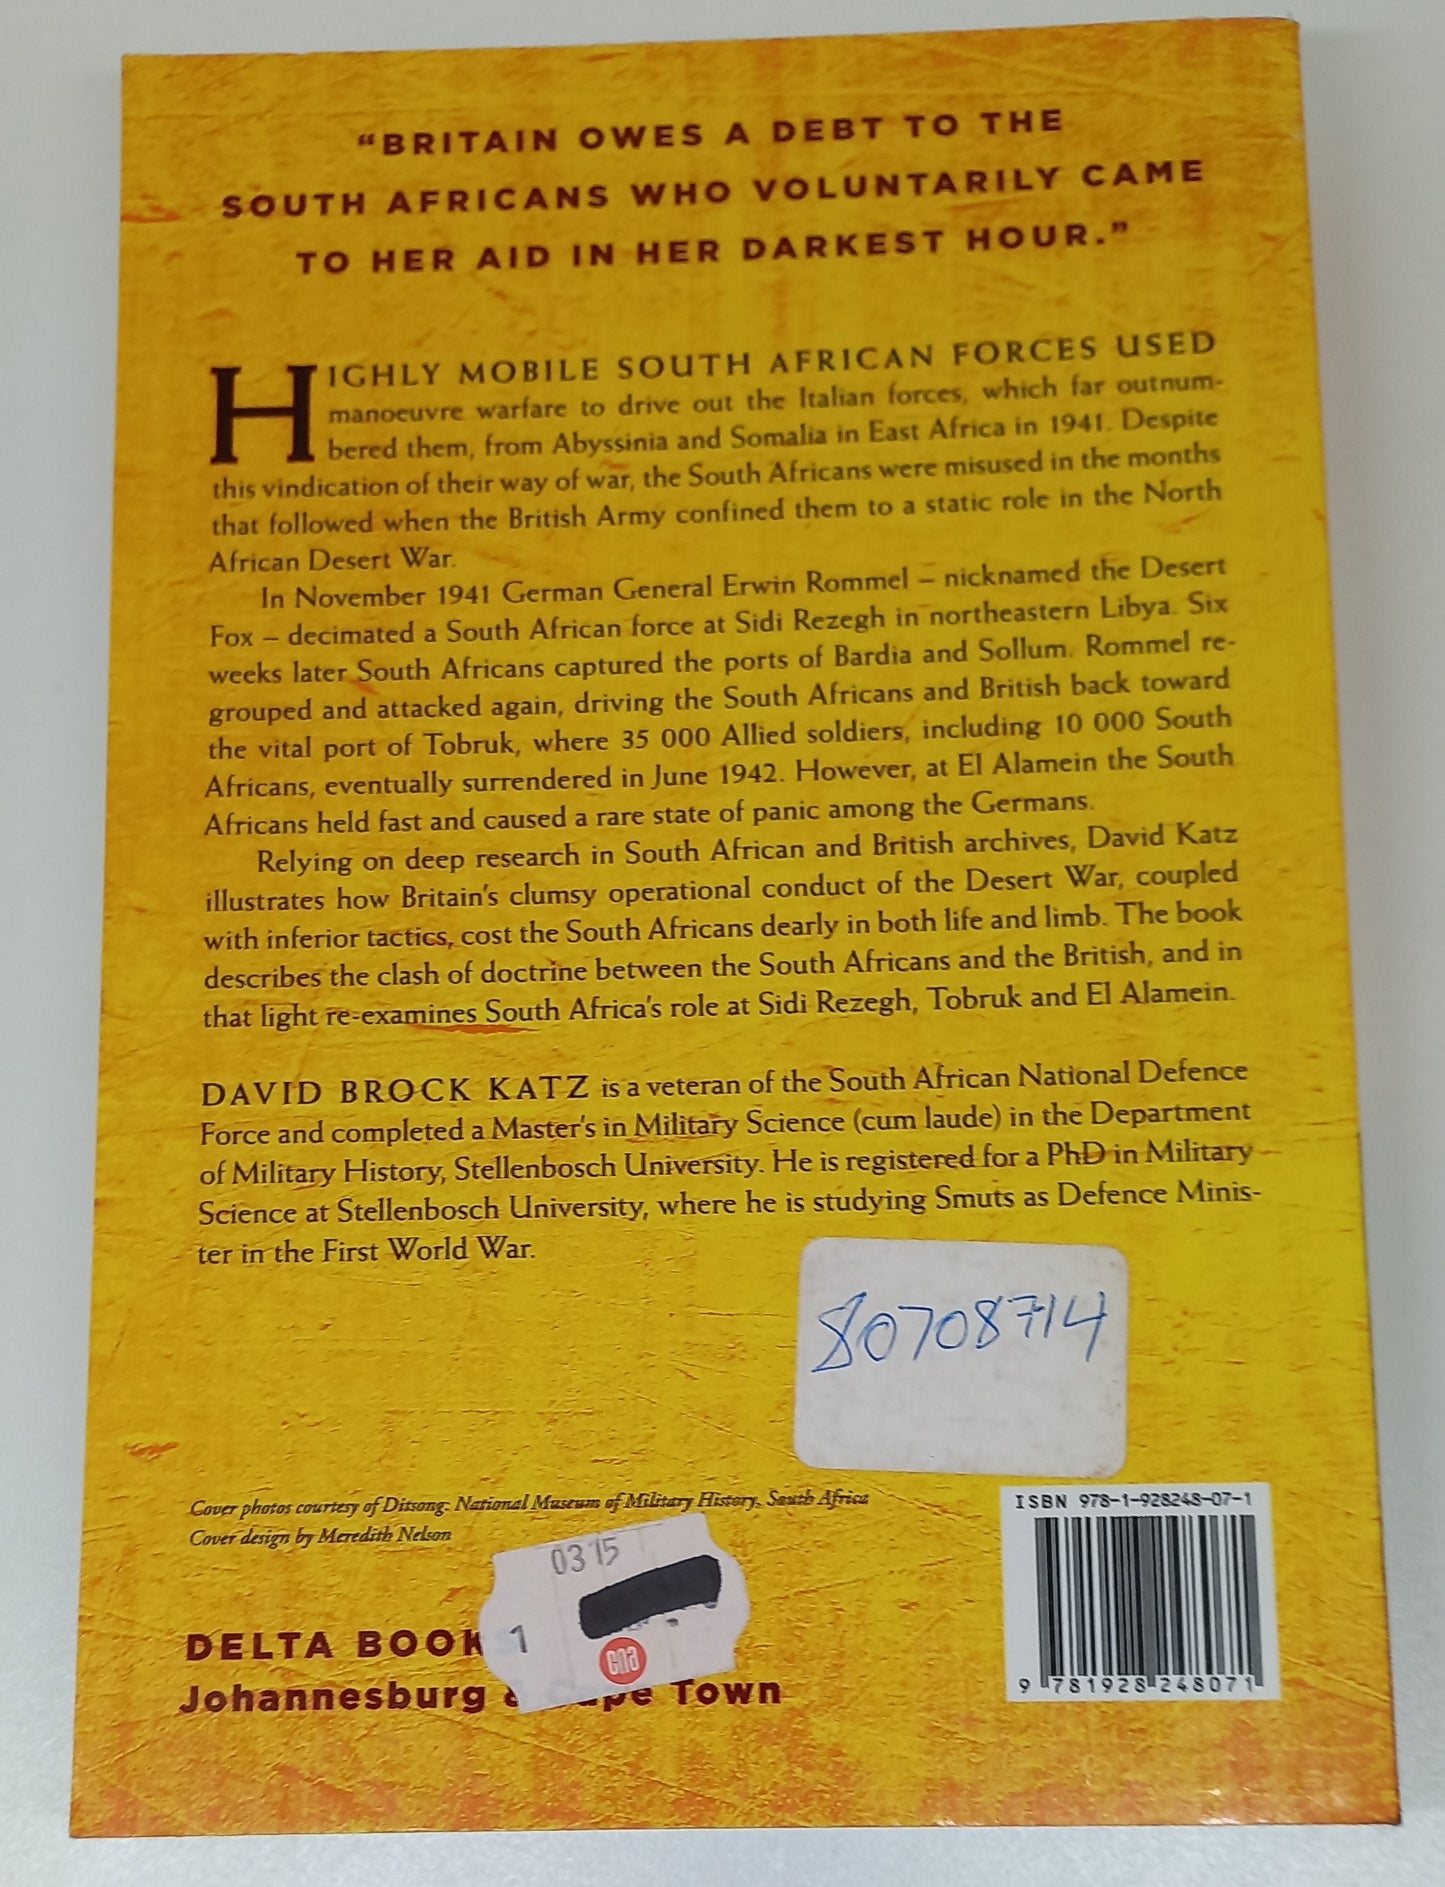 “BRITAIN OWES A DEBT TO THE
SOUTH AFRICANS WHO VOLUNTARILY CAME
TO HER AID IN HER DARKEST HOUR.”
HIGHLY MOBILE SOUTH AFRICAN FORCES USED
manoeuvre warfare to drive out the Italian forces, which far outnum-
bered them, from Abyssinia and Somalia in East Africa in 1941. Despite
this vindication of their way of war, the South Africans were misused in the months
that followed when the British Army confined them to a static role in the North
African Desert War.
In November 1941 German General Erwin Rommel – nicknamed the Desert
Fox – decimated a South African force at Sidi Rezegh in northeastern Libya. Six
weeks later South Africans captured the ports of Bardia and Sollum. Rommel re-
grouped and attacked again, driving the South Africans and British back toward
the vital port of Tobruk, where 35 000 Allied soldiers, including 10 000 South
Africans, eventually surrendered in June 1942. However, at El Alamein the South
Africans held fast and caused a rare state of panic among the Germans.
Relying on deep research in South African and British archives, David Katz
illustrates how Britain's clumsy operational conduct of the Desert War, coupled
with inferior tactics, cost the South Africans dearly in both life and limb. The book
describes the clash of doctrine between the South Africans and the British, and in
that light re-examines South Africa's role at Sidi Rezegh, Tobruk and El Alamein.
DAVID BROCK KATZ is a veteran of the South African National Defence
Force and completed a Master's in Military Science (cum laude) in the Department
of Military History, Stellenbosch University. He is registered for a PhD in Military
Science at Stellenbosch University, where he is studying Smuts as Defence Minis-
ter in the First World War.
80708714
Cover photos courtesy of Ditsong: National Museum of Military History, South Africa
Cover design by Meredith Nelson
ISBN 978-1-928248-07-1
9 781928 248071
0315
1
cna
DELTA BOOK
Johannesburg Town